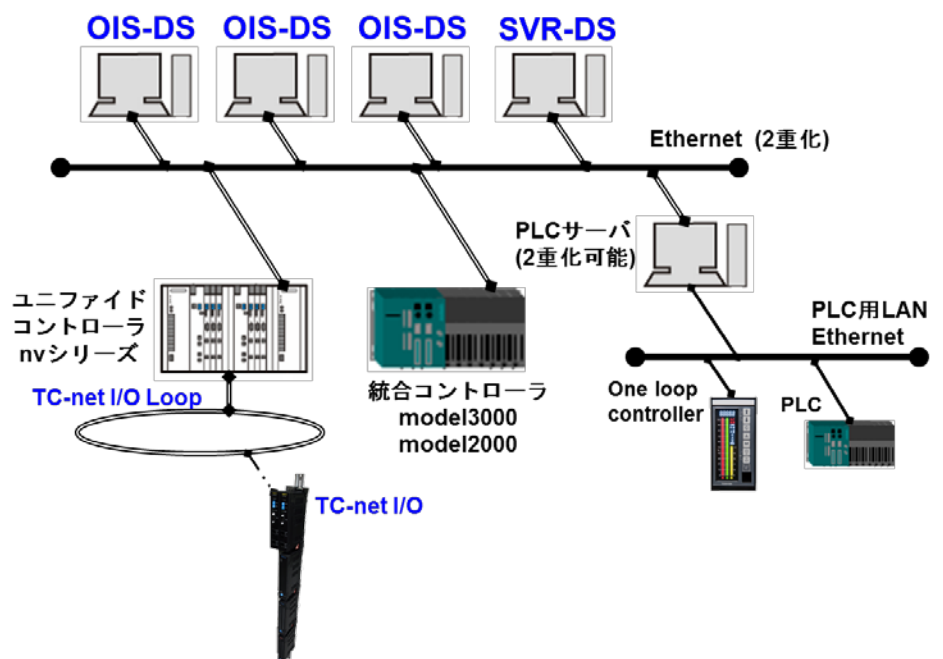 OIS-DS
OIS-DS
OIS-DS
SVR-DS
Ethernet (2重化)
PLCサーバ
(2重化可能)
ユニファイド
コントローラ
nvシリーズ
統合コントローラ
model3000
model2000
PLC用LAN
Ethernet
TC-net I/O Loop
One loop
controller
PLC
TC-net I/O